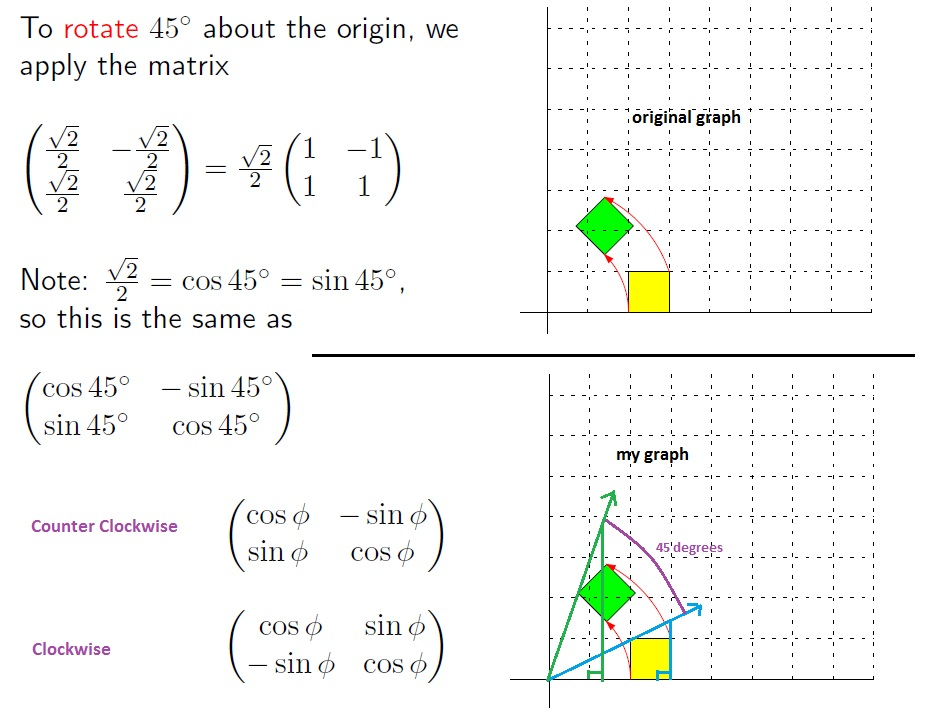 To rotate 45° about the origin, we
apply the matrix
(√2/2 −√2/2
√2/2 √2/2) = √2/2 (1 −1
1 1)
Note: √2/2 = cos 45° = sin 45°,
so this is the same as
(cos 45° − sin 45°
sin 45° cos 45°)
Counter Clockwise
(cos ϕ − sin ϕ
sin ϕ cos ϕ)
Clockwise
(cos ϕ sin ϕ
− sin ϕ cos ϕ)
original graph
my graph
45 degrees